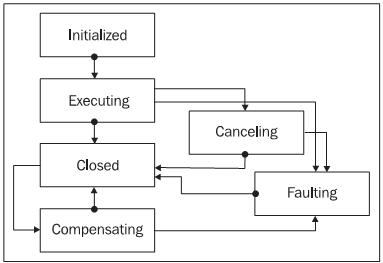 Initialized
Executing
Canceling
Closed
Faulting
Compensating